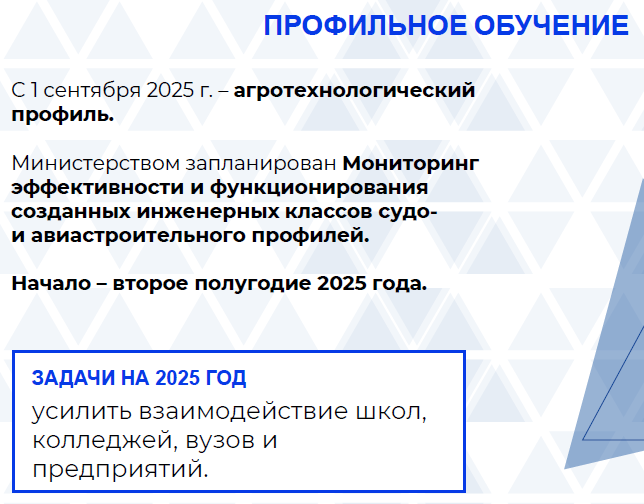 ПРОФИЛЬНОЕ ОБУЧЕНИЕ
С 1 сентября 2025 г. – агротехнологический
профиль.
Министерством запланирован Мониторинг
эффективности и функционирования
созданных инженерных классов судо-
и авиастроительного профилей.
Начало – второе полугодие 2025 года.
ЗАДАЧИ НА 2025 ГОД
усилить взаимодействие школ,
колледжей, вузов и
предприятий.